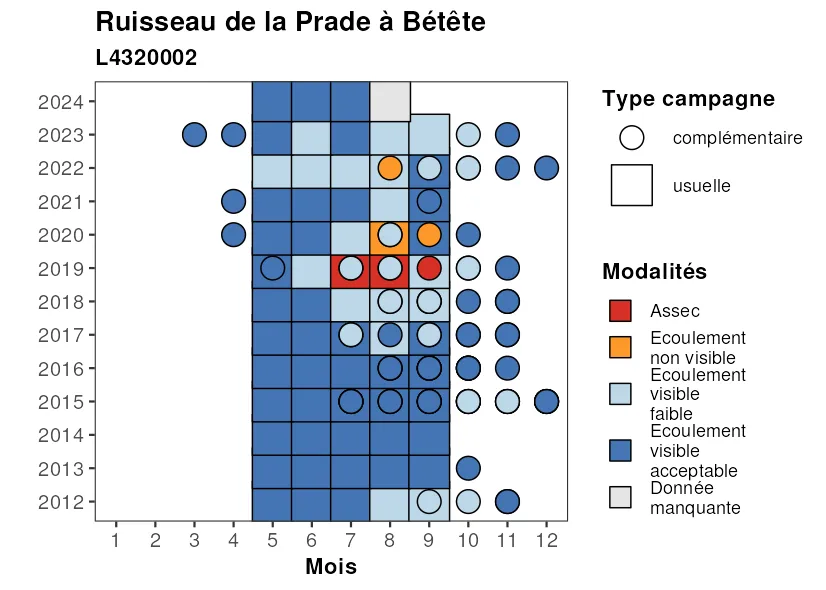 Ruisseau de la Prade à Bétête
L4320002
2024
2023
2022
2021
2020
2019
2018
2017
2016
2015
2014
2013
2012
1 2 3 4 5 6 7 8 9 10 11 12
Mois
Type campagne
complémentaire
usuelle
Modalités
Assec
Ecoulement
non visible
Ecoulement
visible
faible
Ecoulement
visible
acceptable
Donnée
manquante